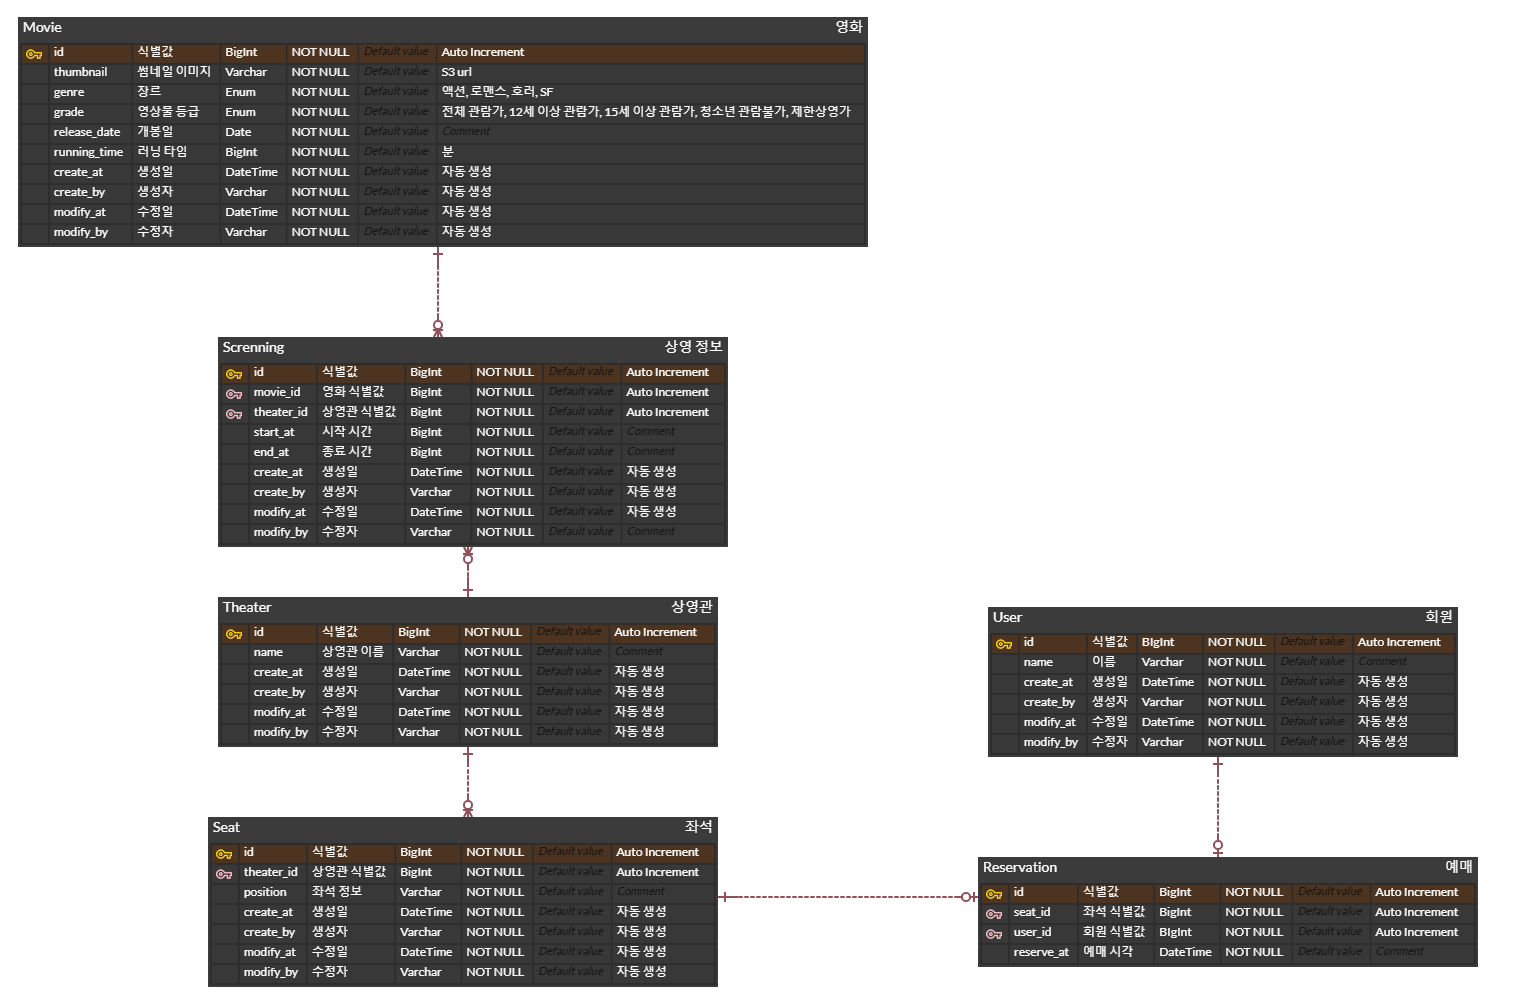 Movie 영화
id 식별값 BigInt NOT NULL Default value Auto Increment
thumbnail 썸네일 이미지 Varchar NOT NULL Default value S3 url
genre 장르 Enum NOT NULL Default value 액션, 로맨스, 호러, SF
grade 영상물 등급 Enum NOT NULL Default value 전체 관람가, 12세 이상 관람가, 15세 이상 관람가, 청소년 관람불가, 제한상영가
release_date 개봉일 Date NOT NULL Default value Comment
running_time 러닝 타임 BigInt NOT NULL Default value 분
create_at 생성일 DateTime NOT NULL Default value 자동 생성
create_by 생성자 Varchar NOT NULL Default value 자동 생성
modify_at 수정일 DateTime NOT NULL Default value 자동 생성
modify_by 수정자 Varchar NOT NULL Default value 자동 생성
Screnning 상영 정보
id 식별값 BigInt NOT NULL Default value Auto Increment
movie_id 영화 식별값 BigInt NOT NULL Default value Auto Increment
theater_id 상영관 식별값 BigInt NOT NULL Default value Auto Increment
start_at 시작 시간 BigInt NOT NULL Default value Comment
end_at 종료 시간 BigInt NOT NULL Default value Comment
create_at 생성일 DateTime NOT NULL Default value 자동 생성
create_by 생성자 Varchar NOT NULL Default value 자동 생성
modify_at 수정일 DateTime NOT NULL Default value 자동 생성
modify_by 수정자 Varchar NOT NULL Default value Comment
Theater 상영관
id 식별값 BigInt NOT NULL Default value Auto Increment
name 상영관 이름 Varchar NOT NULL Default value Comment
create_at 생성일 DateTime NOT NULL Default value 자동 생성
create_by 생성자 Varchar NOT NULL Default value 자동 생성
modify_at 수정일 DateTime NOT NULL Default value 자동 생성
modify_by 수정자 Varchar NOT NULL Default value 자동 생성
User 회원
id 식별값 BIgInt NOT NULL Default value Auto Increment
name 이름 Varchar NOT NULL Default value Comment
create_at 생성일 DateTime NOT NULL Default value 자동 생성
create_by 생성자 Varchar NOT NULL Default value 자동 생성
modify_at 수정일 DateTime NOT NULL Default value 자동 생성
modify_by 수정자 Varchar NOT NULL Default value 자동 생성
Seat 좌석
id 식별값 BigInt NOT NULL Default value Auto Increment
theater_id 상영관 식별값 BigInt NOT NULL Default value Auto Increment
position 좌석 정보 Varchar NOT NULL Default value Comment
create_at 생성일 DateTime NOT NULL Default value 자동 생성
create_by 생성자 Varchar NOT NULL Default value 자동 생성
modify_at 수정일 DateTime NOT NULL Default value 자동 생성
modify_by 수정자 Varchar NOT NULL Default value 자동 생성
Reservation 예매
id 식별값 BigInt NOT NULL Default value Auto Increment
seat_id 좌석 식별값 BigInt NOT NULL Default value Auto Increment
user_id 회원 식별값 BIgInt NOT NULL Default value Auto Increment
reserve_at 예매 시각 DateTime NOT NULL Default value Comment